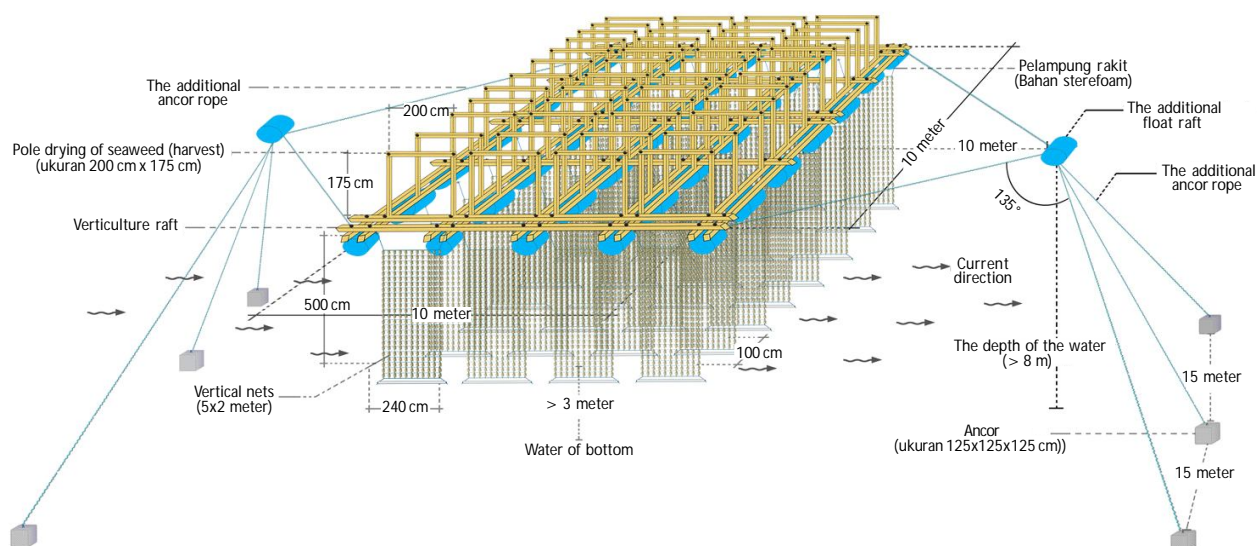 The additional
ancor rope
Pole drying of seaweed (harvest)
(ukuran 200 cm x 175 cm)
Verticulture raft
200 cm
175 cm
500 cm
10 meter
Vertical nets
(5x2 meter)
240 cm
> 3 meter
Water of bottom
100 cm
Pelampung rakit
(Bahan sterefoam)
10 meter
10 meter
The additional
float raft
The additional
ancor rope
135°
Current
direction
The depth of the water
(> 8 m)
Ancor
(ukuran 125x125x125 cm))
15 meter
15 meter